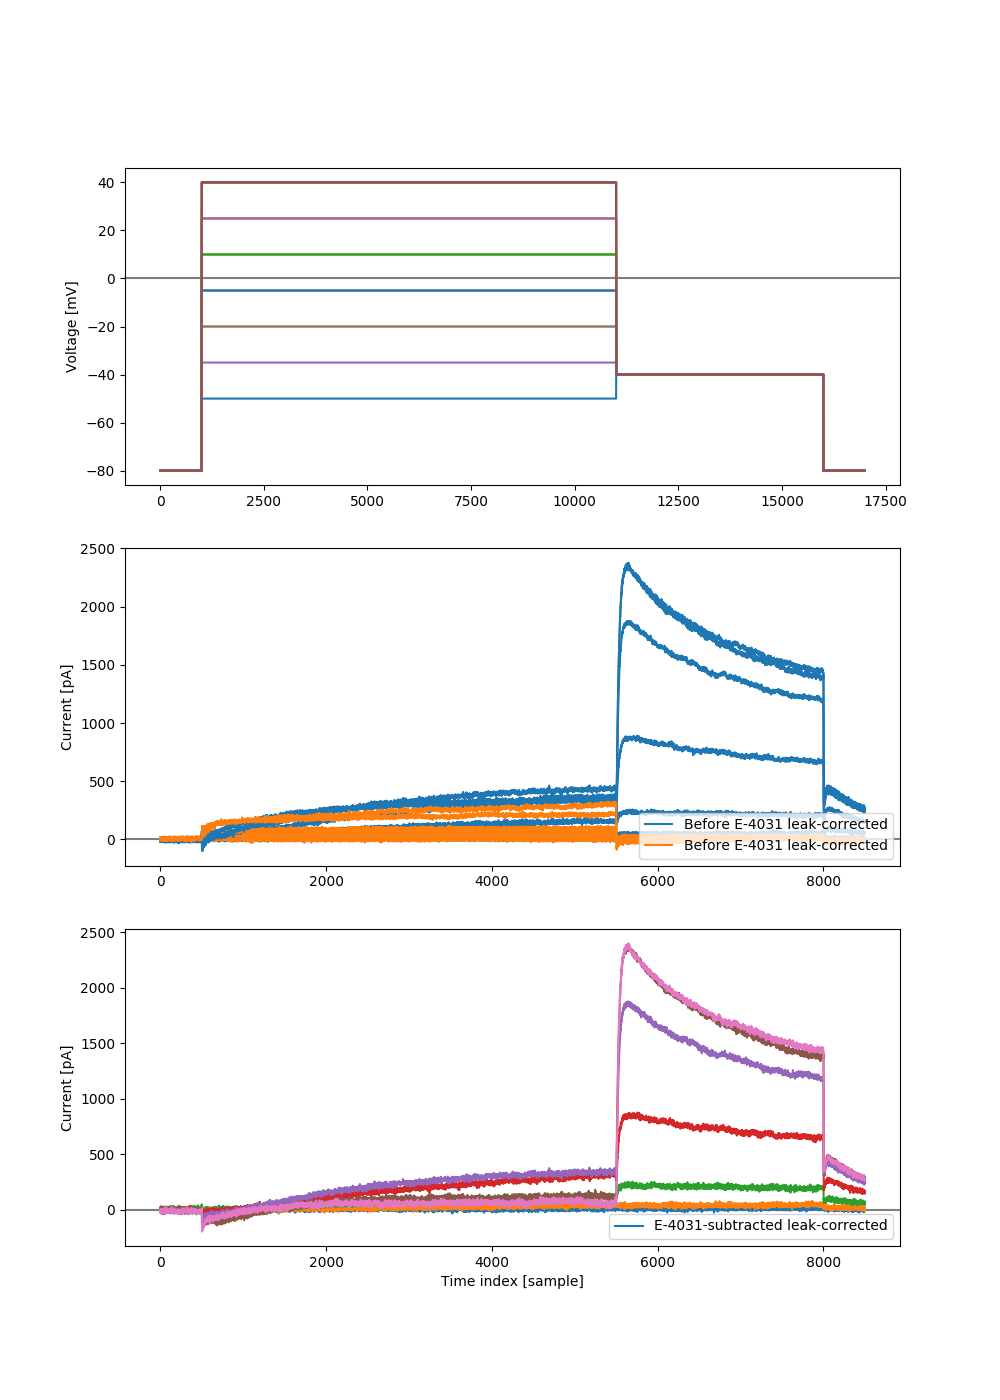 40
20
0
−20
−40
−60
−80
Voltage [mV]
0 2500 5000 7500 10000 12500 15000 17500
2500
2000
1500
1000
500
0
Current [pA]
Before E-4031 leak-corrected
Before E-4031 leak-corrected
0 2000 4000 6000 8000
2500
2000
1500
1000
500
0
Current [pA]
E-4031-subtracted leak-corrected
0 2000 4000 6000 8000
Time index [sample]